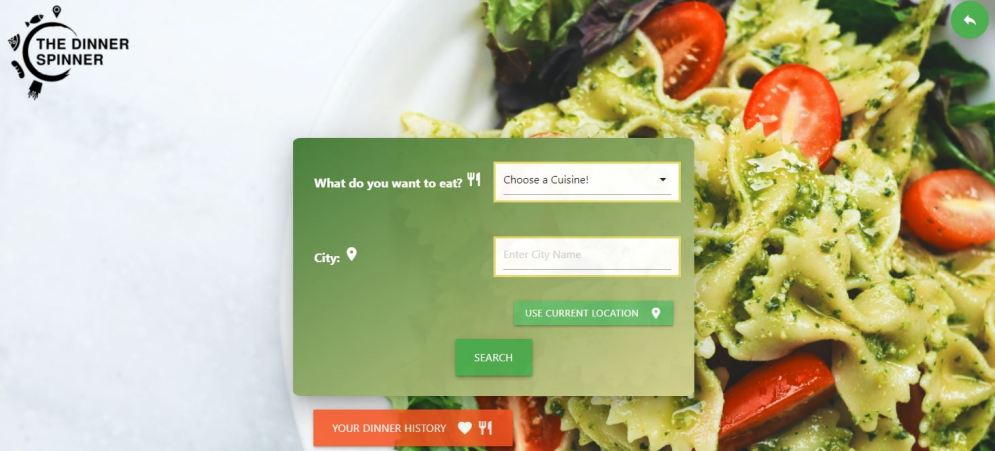 THE DINNER
SPINNER
What do you want to eat?
Choose a Cuisine!
City:
Enter City Name
USE CURRENT LOCATION
SEARCH
YOUR DINNER HISTORY